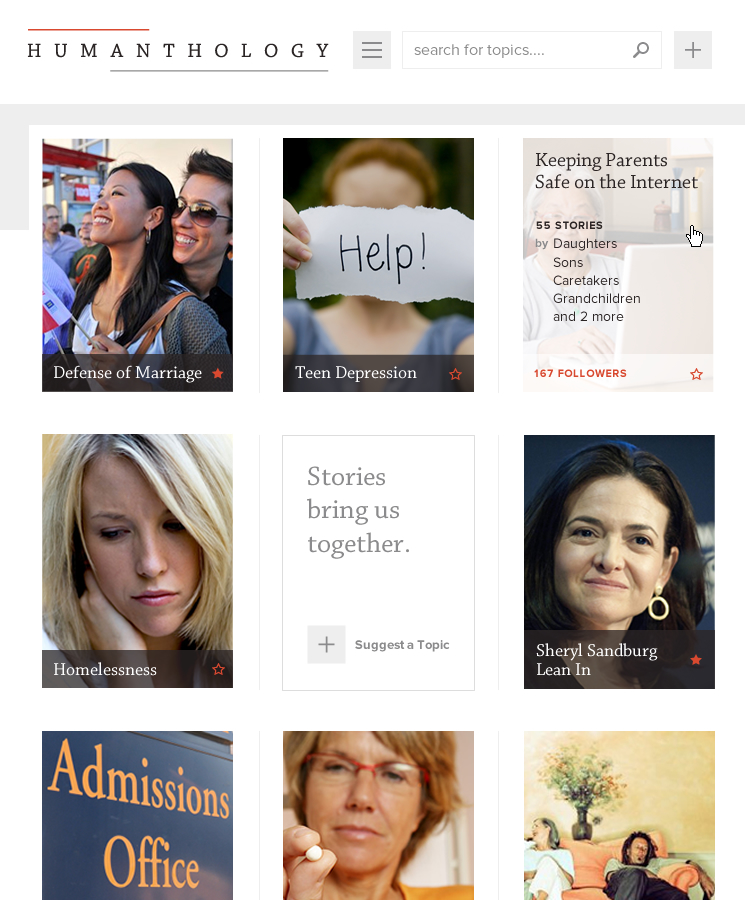 HUMANTHOLOGY
search for topics....
Help!
Defense of Marriage
Teen Depression
Keeping Parents
Safe on the Internet
55 STORIES
by Daughters
Sons
Caretakers
Grandchildren
and 2 more
167 FOLLOWERS
Homelessness
Stories
bring us
together.
Suggest a Topic
Sheryl Sandburg
Lean In
Admissions
Office